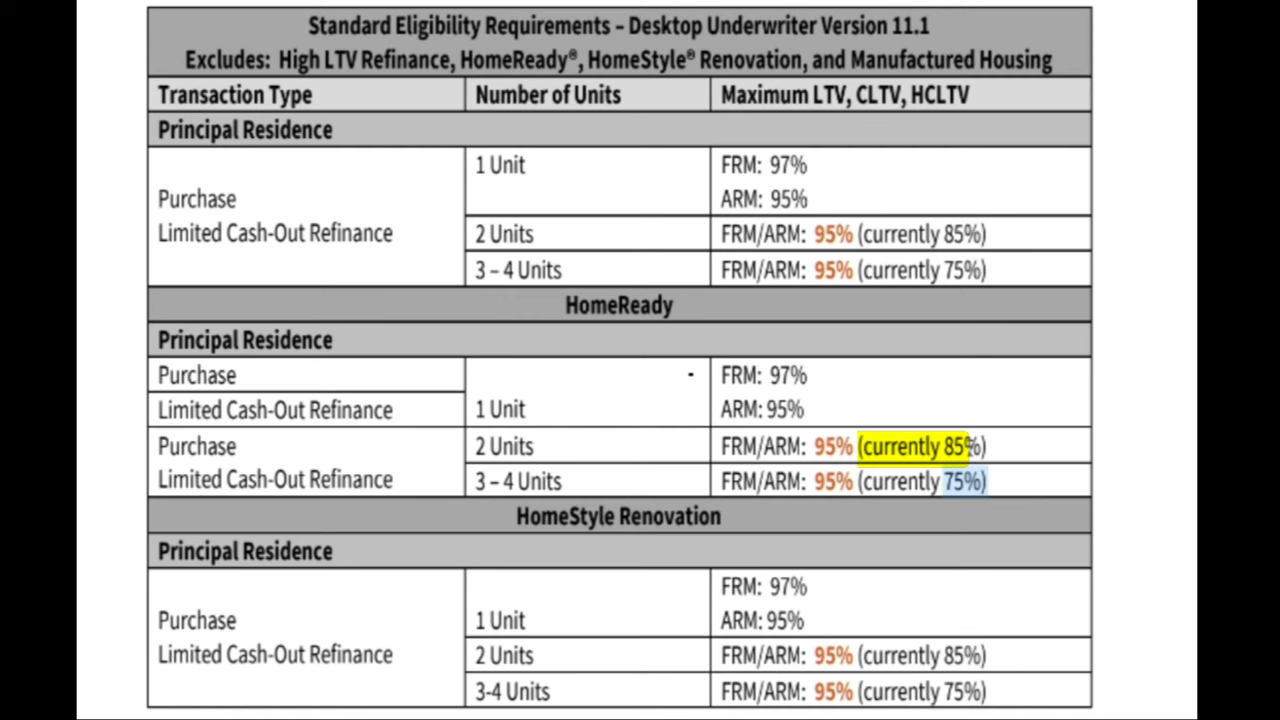 Standard Eligibility Requirements – Desktop Underwriter Version 11.1
Excludes: High LTV Refinance, HomeReady®, HomeStyle® Renovation, and Manufactured Housing
Transaction Type Number of Units Maximum LTV, CLTV, HCLTV
Principal Residence
1 Unit FRM: 97%
Purchase ARM: 95%
Limited Cash-Out Refinance 2 Units FRM/ARM: 95% (currently 85%)
3 – 4 Units FRM/ARM: 95% (currently 75%)
HomeReady
Principal Residence
Purchase FRM: 97%
Limited Cash-Out Refinance 1 Unit ARM: 95%
Purchase 2 Units FRM/ARM: 95% (currently 85%)
Limited Cash-Out Refinance 3 – 4 Units FRM/ARM: 95% (currently 75%)
HomeStyle Renovation
Principal Residence
FRM: 97%
Purchase 1 Unit ARM: 95%
Limited Cash-Out Refinance 2 Units FRM/ARM: 95% (currently 85%)
3-4 Units FRM/ARM: 95% (currently 75%)